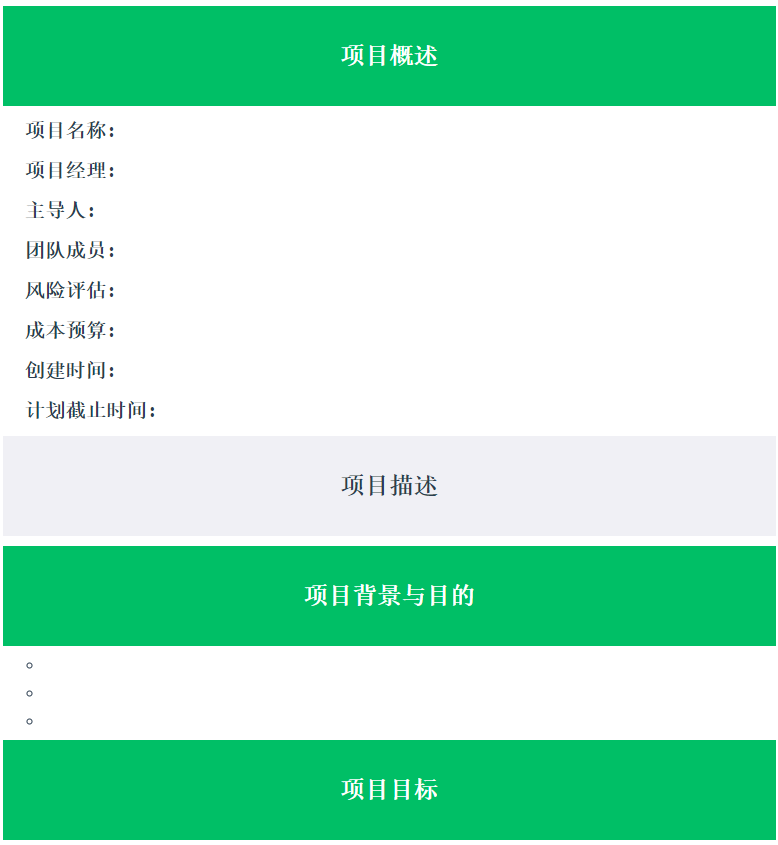 项目概述
项目名称：
项目经理：
主导人：
团队成员：
风险评估：
成本预算：
创建时间：
计划截止时间：
项目描述
项目背景与目的
项目目标